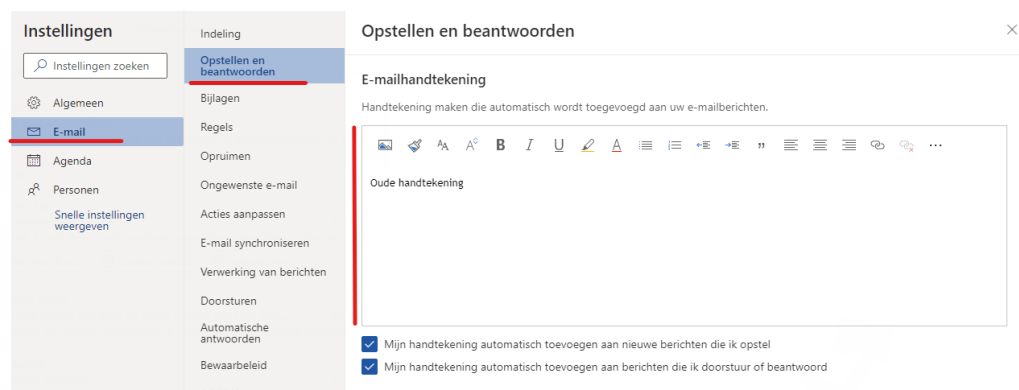 Instellingen
Instellingen zoeken
Algemeen
E-mail
Agenda
Personen
Snelle instellingen
weergeven
Indeling
Opstellen en
beantwoorden
Bijlagen
Regels
Opruimen
Ongewenste e-mail
Acties aanpassen
E-mail synchroniseren
Verwerking van berichten
Doorsturen
Automatische
antwoorden
Bewaarbeleid
Opstellen en beantwoorden
E-mailhandtekening
Handtekening maken die automatisch wordt toegevoegd aan uw e-mailberichten.
Oude handtekening
Mijn handtekening automatisch toevoegen aan nieuwe berichten die ik opstel
Mijn handtekening automatisch toevoegen aan berichten die ik doorstuur of beantwoord